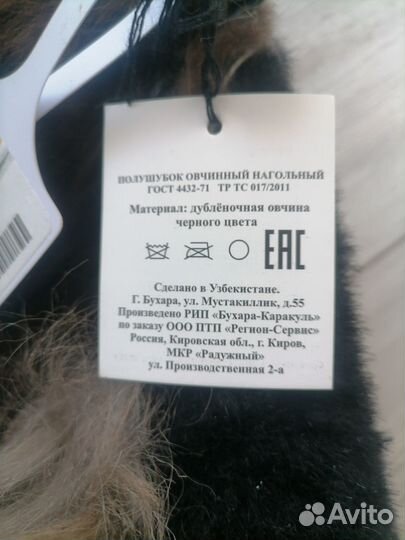 ПОЛУШУБОК ОВЧИННЫЙ НАГОЛЬНЫЙ
ГОСТ 4432-71 ТР ТС 017/2011
Материал: дублёночная овчина
черного цвета
EAC
Сделано в Узбекистане.
Г. Бухара, ул. Мустакиллик, д.55
Произведено РИП «Бухара-Каракуль»
по заказу ООО ПТП «Регион-Сервис»
Россия, Кировская обл., г. Киров,
МКР «Радужный»
ул. Производственная 2-а
Avito